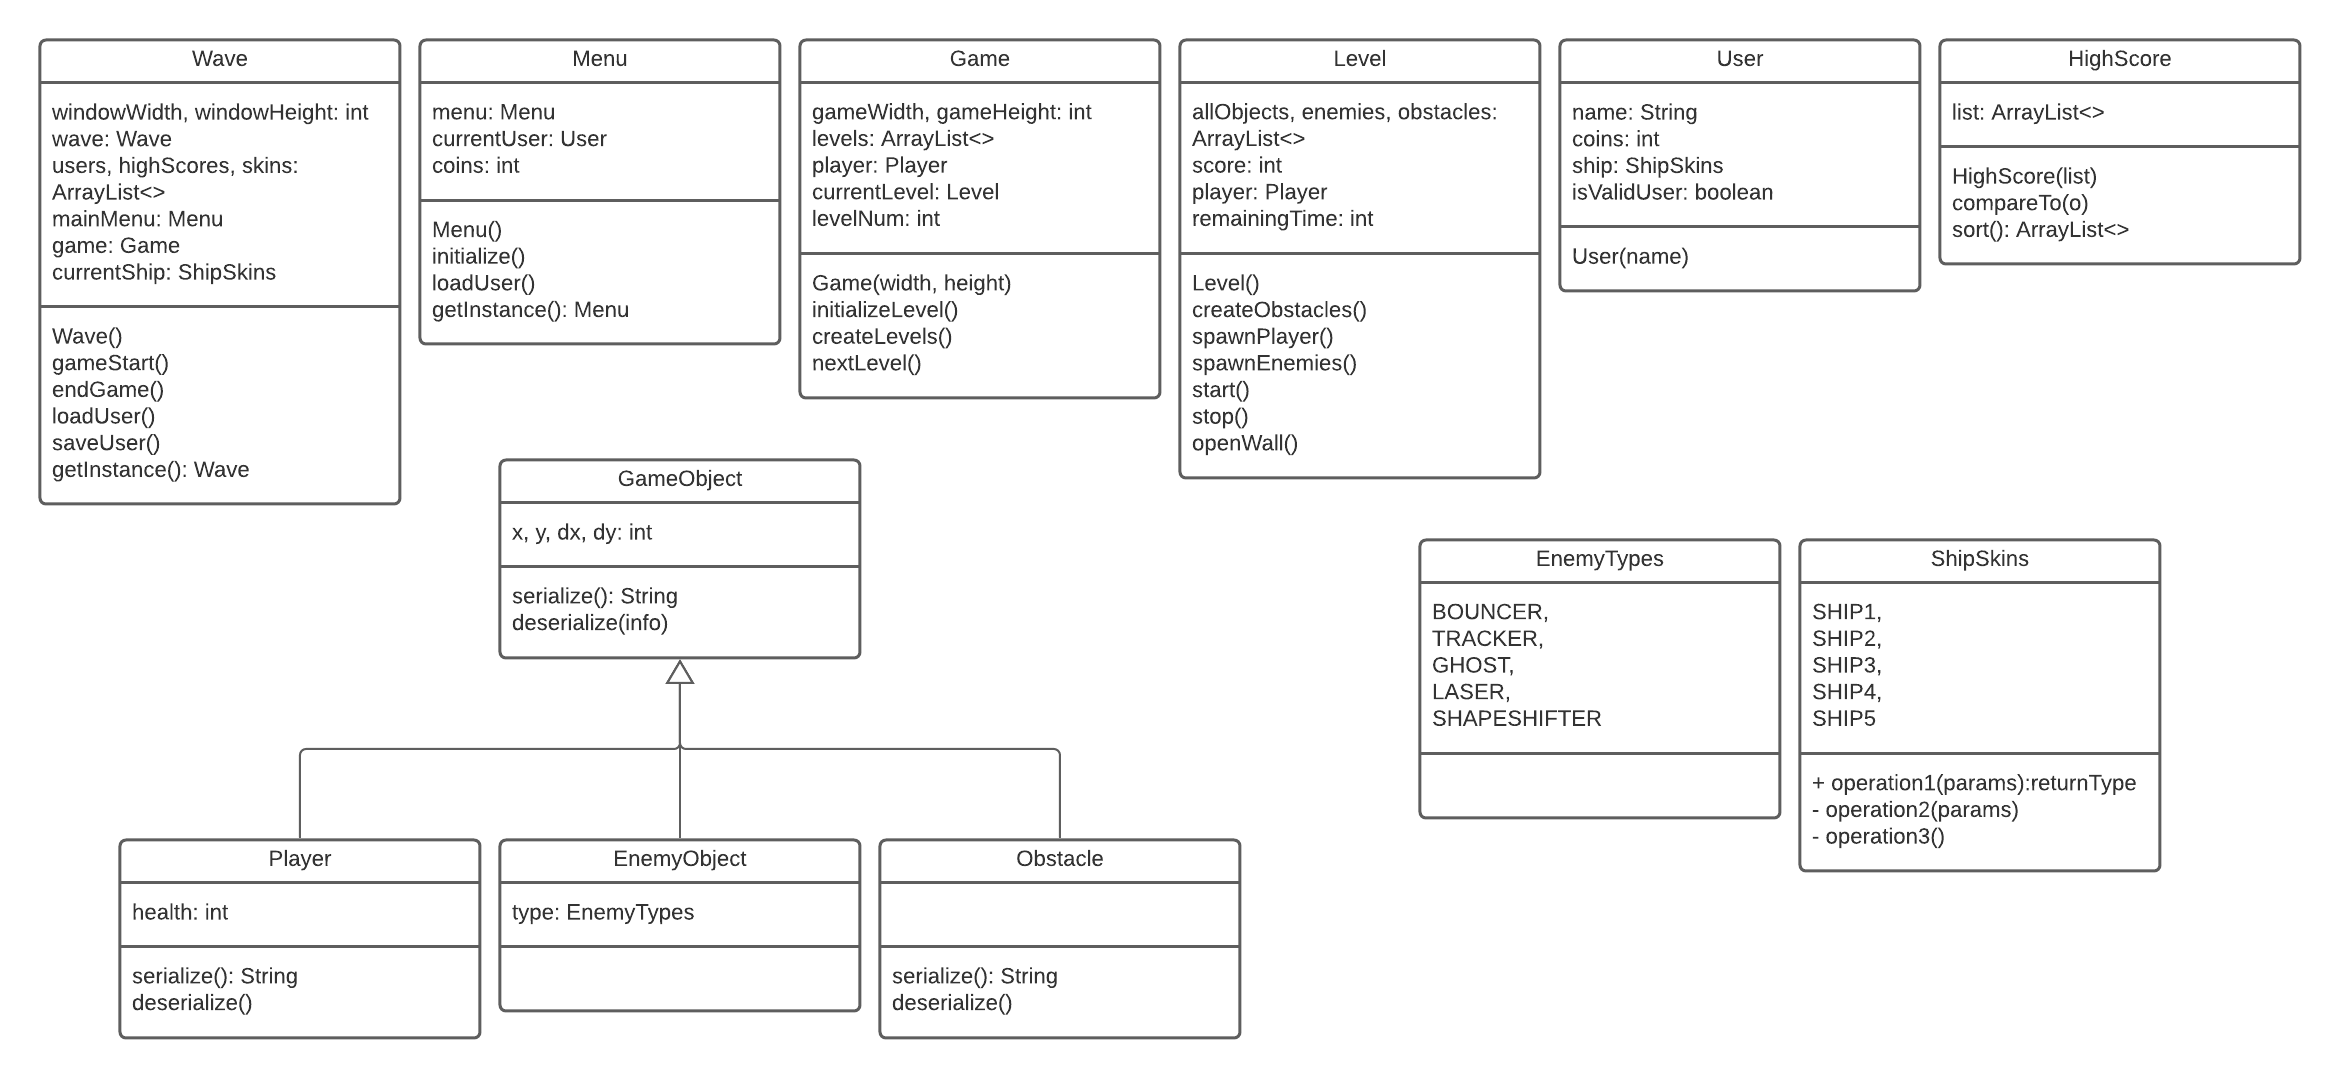 Wave
windowWidth, windowHeight: int
wave: Wave
users, highScores, skins:
ArrayList<>
mainMenu: Menu
game: Game
currentShip: ShipSkins
Wave()
gameStart()
endGame()
loadUser()
saveUser()
getInstance(): Wave
Menu
menu: Menu
currentUser: User
coins: int
Menu()
initialize()
loadUser()
getInstance(): Menu
Game
gameWidth, gameHeight: int
levels: ArrayList<>
player: Player
currentLevel: Level
levelNum: int
Game(width, height)
initializeLevel()
createLevels()
nextLevel()
Level
allObjects, enemies, obstacles:
ArrayList<>
score: int
player: Player
remainingTime: int
Level()
createObstacles()
spawnPlayer()
spawnEnemies()
start()
stop()
openWall()
User
name: String
coins: int
ship: ShipSkins
isValidUser: boolean
User(name)
HighScore
list: ArrayList<>
HighScore(list)
compareTo(o)
sort(): ArrayList<>
GameObject
x, y, dx, dy: int
serialize(): String
deserialize(info)
EnemyTypes
BOUNCER,
TRACKER,
GHOST,
LASER,
SHAPESHIFTER
ShipSkins
SHIP1,
SHIP2,
SHIP3,
SHIP4,
SHIP5
+ operation1(params):returnType
- operation2(params)
- operation3()
Player
health: int
serialize(): String
deserialize()
EnemyObject
type: EnemyTypes
Obstacle
serialize(): String
deserialize()